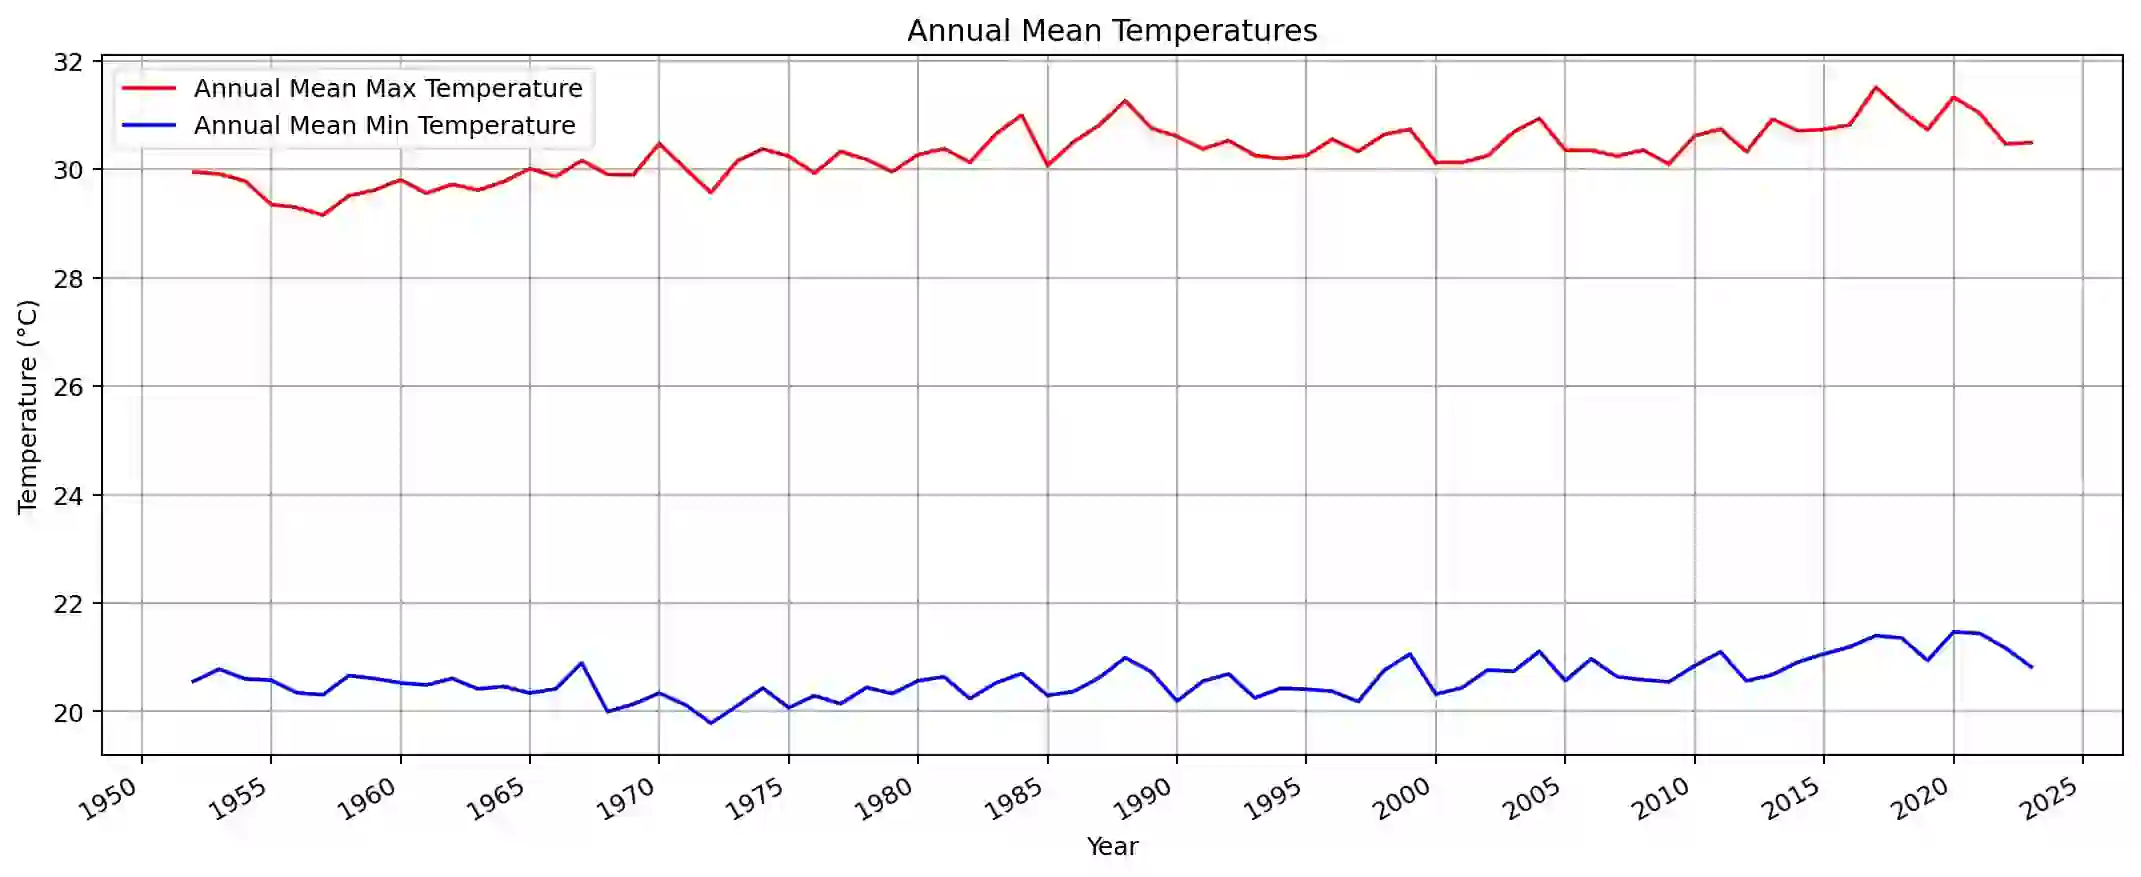 Annual Mean Temperatures
32
Annual Mean Max Temperature
Annual Mean Min Temperature
30
28
26
24
22
20
Temperature (°C)
1950 1955 1960 1965 1970 1975 1980 1985 1990 1995 2000 2005 2010 2015 2020 2025
Year